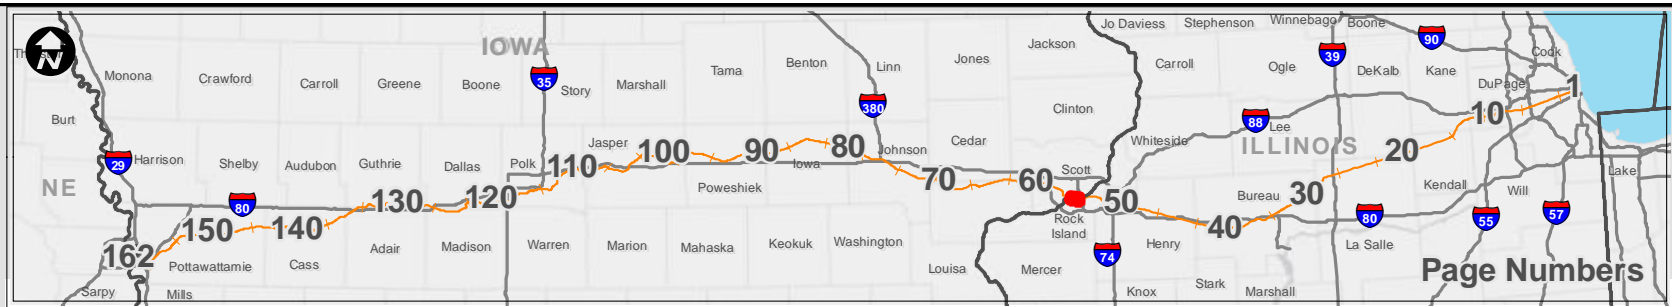 Jo Daviess Stephenson Winnebago Boone
N IOWA Jackson 39 90 Cock
Monona Crawford Carroll Greene Boone 35 Story Marshall Tama Benton Linn Jones Carroll Ogle DeKalb Kane DuPage 1
Burt 380 Clinton 88 Lee 10
29 Harrison Shelby Audubon Guthrie Dallas Polk Jasper 110 100 90 Iowa 80 Johnson Cedar Whiteside ILLINOIS 20
NE 80 130 120 Poweshiek 70 60 Scott 50 Bureau 30 Kendall Will Lake
162 150 140 Adair Madison Warren Marion Mahaska Keokuk Washington Rock Island 74 Henry 40 80 La Salle 55 57
Pottawattamie Cass Louisa Mercer Stark Page Numbers
Sarpy Mills Knox Marshall